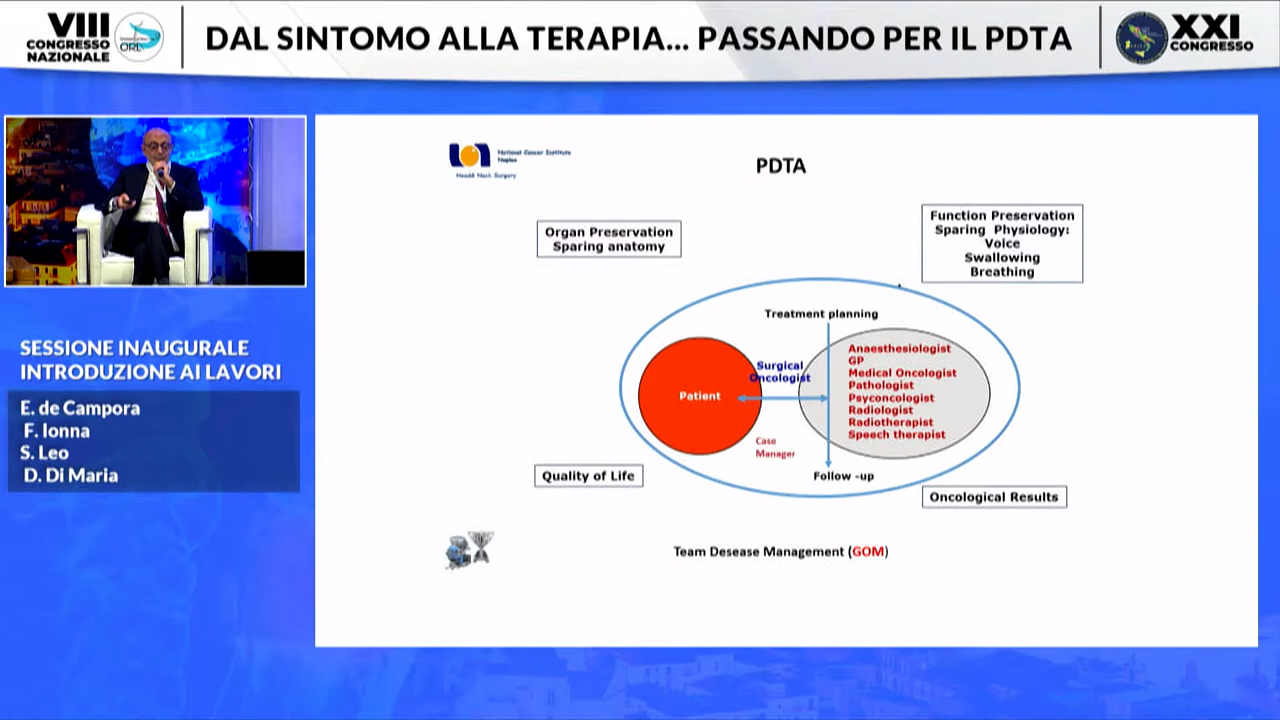 VIII
CONGRESSO
NAZIONALE
ORL
DAL SINTOMO ALLA TERAPIA... PASSANDO PER IL PDTA
XXI
CONGRESSO
SESSIONE INAUGURALE
INTRODUZIONE AI LAVORI
E. de Campora
F. Ionna
S. Leo
D. Di Maria
National Cancer Institute
Naples
Head& Neck Surgery
PDTA
Organ Preservation
Sparing anatomy
Function Preservation
Sparing Physiology:
Voice
Swallowing
Breathing
Treatment planning
Patient
Surgical
Oncologist
Case
Manager
Anaesthesiologist
GP
Medical Oncologist
Pathologist
Psyconcologist
Radiologist
Radiotherapist
Speech therapist
Follow -up
Quality of Life
Oncological Results
Team Desease Management (GOM)